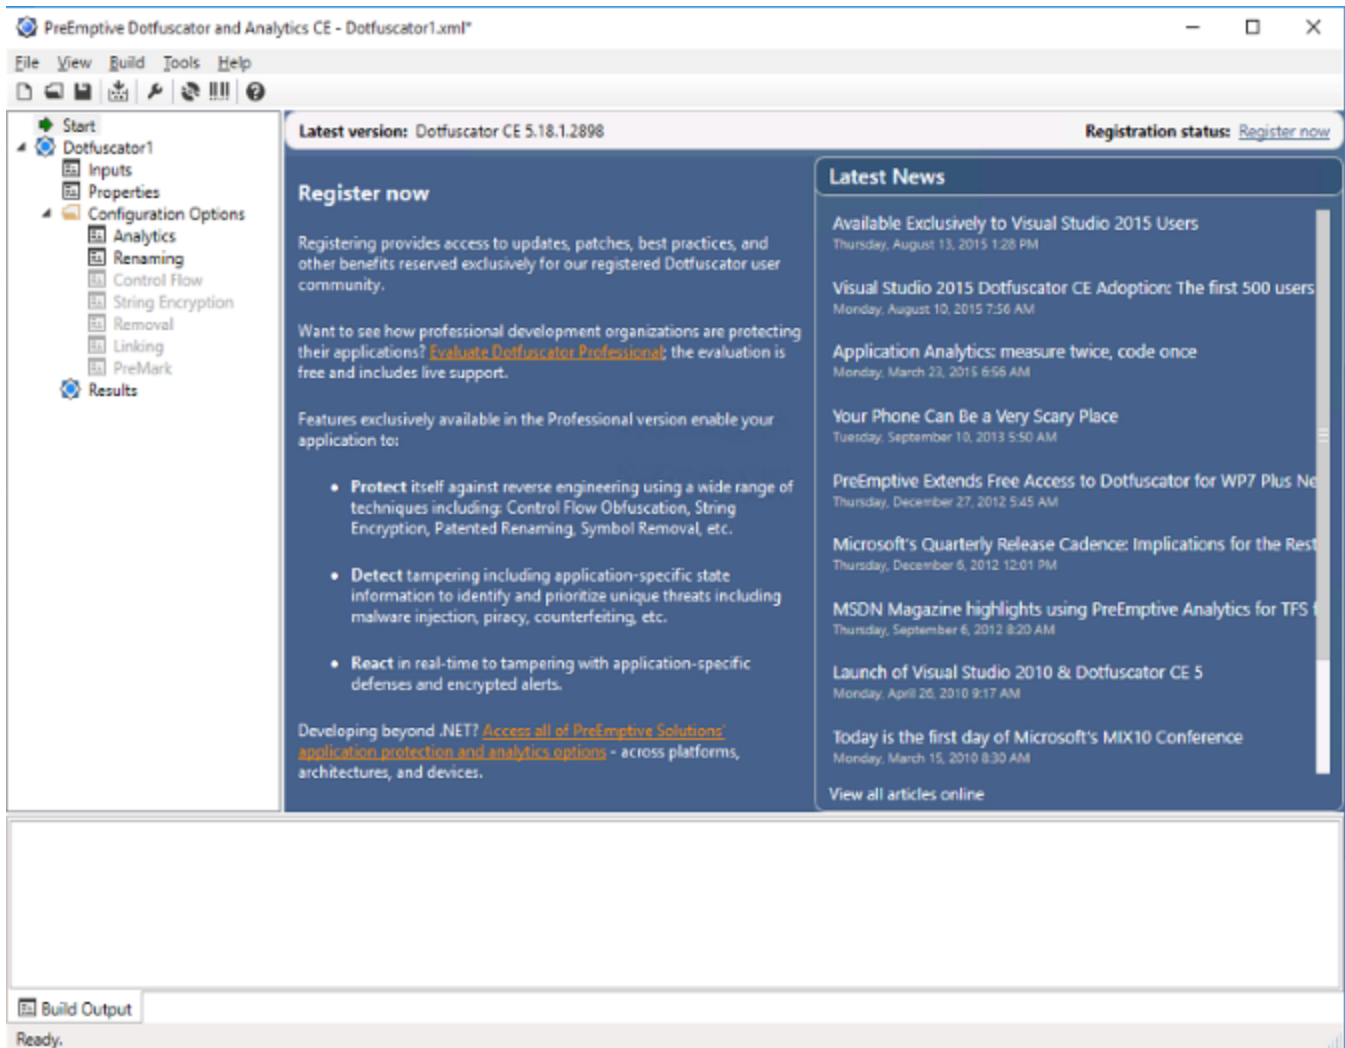 PreEmptive Dotfuscator and Analytics CE - Dotfuscator1.xml*
File View Build Tools Help
Start
Dotfuscator1
Inputs
Properties
Configuration Options
Analytics
Renaming
Control Flow
String Encryption
Removal
Linking
PreMark
Results
Latest version: Dotfuscator CE 5.18.1.2898
Registration status: Register now
Register now
Registering provides access to updates, patches, best practices, and
other benefits reserved exclusively for our registered Dotfuscator user
community.
Want to see how professional development organizations are protecting
their applications? Evaluate Dotfuscator Professional; the evaluation is
free and includes live support.
Features exclusively available in the Professional version enable your
application to:
• Protect itself against reverse engineering using a wide range of
techniques including: Control Flow Obfuscation, String
Encryption, Patented Renaming, Symbol Removal, etc.
• Detect tampering including application-specific state
information to identify and prioritize unique threats including
malware injection, piracy, counterfeiting, etc.
• React in real-time to tampering with application-specific
defenses and encrypted alerts.
Developing beyond .NET? Access all of PreEmptive Solutions'
application protection and analytics options - across platforms,
architectures, and devices.
Latest News
Available Exclusively to Visual Studio 2015 Users
Thursday, August 13, 2015 1:28 PM
Visual Studio 2015 Dotfuscator CE Adoption: The first 500 users
Monday, August 10, 2015 7:56 AM
Application Analytics: measure twice, code once
Monday, March 23, 2015 6:56 AM
Your Phone Can Be a Very Scary Place
Tuesday, September 10, 2013 5:50 AM
PreEmptive Extends Free Access to Dotfuscator for WP7 Plus Ne
Thursday, December 27, 2012 5:45 AM
Microsoft's Quarterly Release Cadence: Implications for the Rest
Thursday, December 6, 2012 12:01 PM
MSDN Magazine highlights using PreEmptive Analytics for TFS f
Thursday, September 6, 2012 8:20 AM
Launch of Visual Studio 2010 & Dotfuscator CE 5
Monday, April 26, 2010 9:17 AM
Today is the first day of Microsoft's MIX10 Conference
Monday, March 15, 2010 8:30 AM
View all articles online
Build Output
Ready.